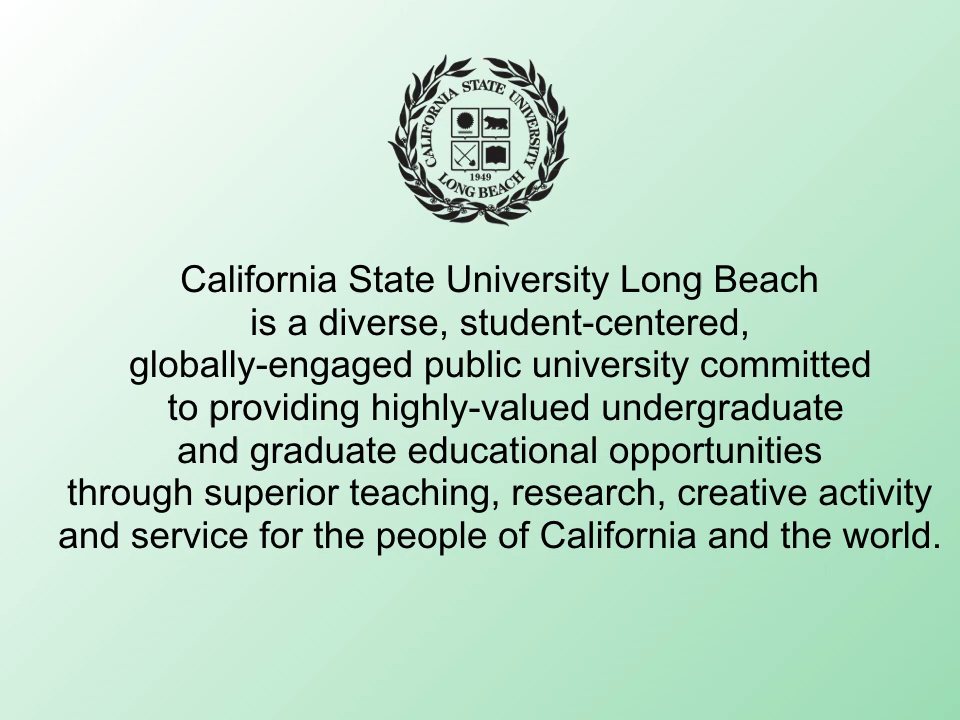 CALIFORNIA STATE UNIVERSITY
1949
LONG BEACH
California State University Long Beach
is a diverse, student-centered,
globally-engaged public university committed
to providing highly-valued undergraduate
and graduate educational opportunities
through superior teaching, research, creative activity
and service for the people of California and the world.